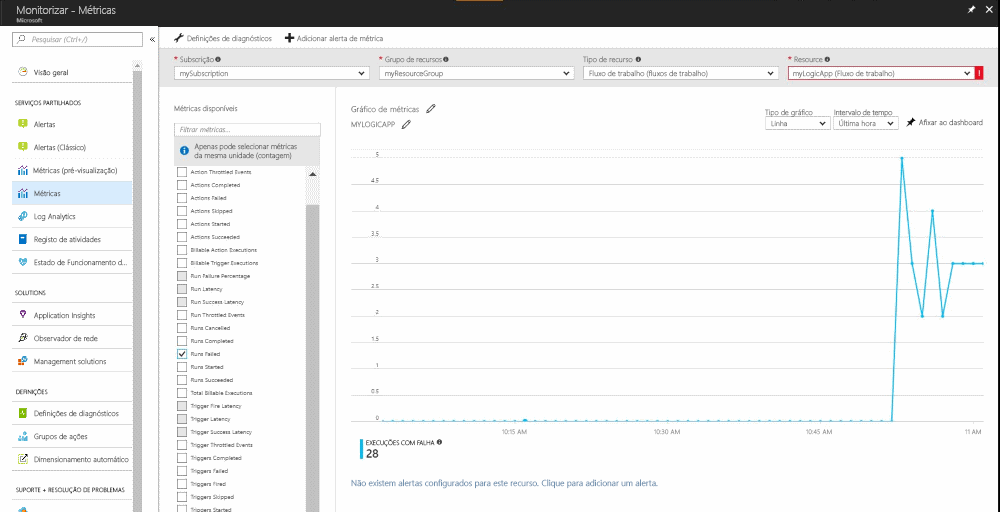 Monitorizar - Métricas
Microsoft
Pesquisar (Ctrl+/)
«
Visão geral
SERVIÇOS PARTILHADOS
Alertas
Alertas (Clássico)
Métricas (pré-visualização)
Métricas
Log Analytics
Registo de atividades
Estado de Funcionamento d...
SOLUTIONS
Application Insights
Observador de rede
Management solutions
DEFINIÇÕES
Definições de diagnósticos
Grupos de ações
Dimensionamento automático
SUPORTE + RESOLUÇÃO DE PROBLEMAS
Definições de diagnósticos
Adicionar alerta de métrica
* Subscrição
mySubscription
* Grupo de recursos
myResourceGroup
Tipo de recurso
Fluxo de trabalho (fluxos de trabalho)
* Resource
myLogicApp (Fluxo de trabalho)
Métricas disponíveis
Filtrar métricas...
Apenas pode selecionar métricas
da mesma unidade (contagem)
Action Throttled Events
Actions Completed
Actions Failed
Actions Skipped
Actions Started
Actions Succeeded
Billable Action Executions
Billable Trigger Executions
Run Failure Percentage
Run Latency
Run Success Latency
Run Throttled Events
Runs Cancelled
Runs Completed
Runs Failed
Runs Started
Runs Succeeded
Total Billable Executions
Trigger Fire Latency
Trigger Latency
Trigger Success Latency
Trigger Throttled Events
Triggers Completed
Triggers Failed
Triggers Fired
Triggers Skipped
Triggers Started
Gráfico de métricas
MYLOGICAPP
Tipo de gráfico
Linha
Intervalo de tempo
Última hora
Afixar ao dashboard
5
4.5
4
3.5
3
2.5
2
1.5
1
0.5
0
10:15 AM
10:30 AM
10:45 AM
11 AM
EXECUÇÕES COM FALHA
28
Não existem alertas configurados para este recurso. Clique para adicionar um alerta.